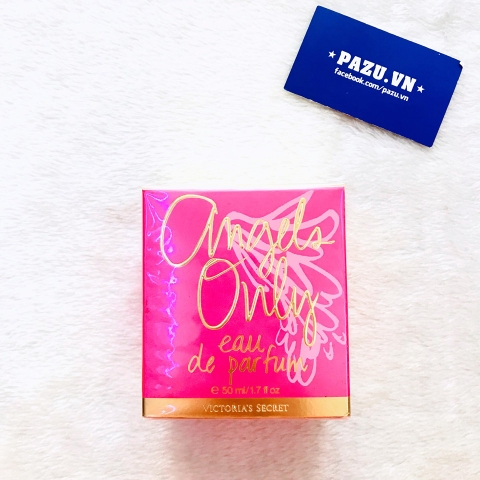 ★PAZU.VN★
facebook.com/pazu.vn
angels
Only
eau
de parfum
℮ 50 ml/1.7 fl oz
VICTORIA'S SECRET